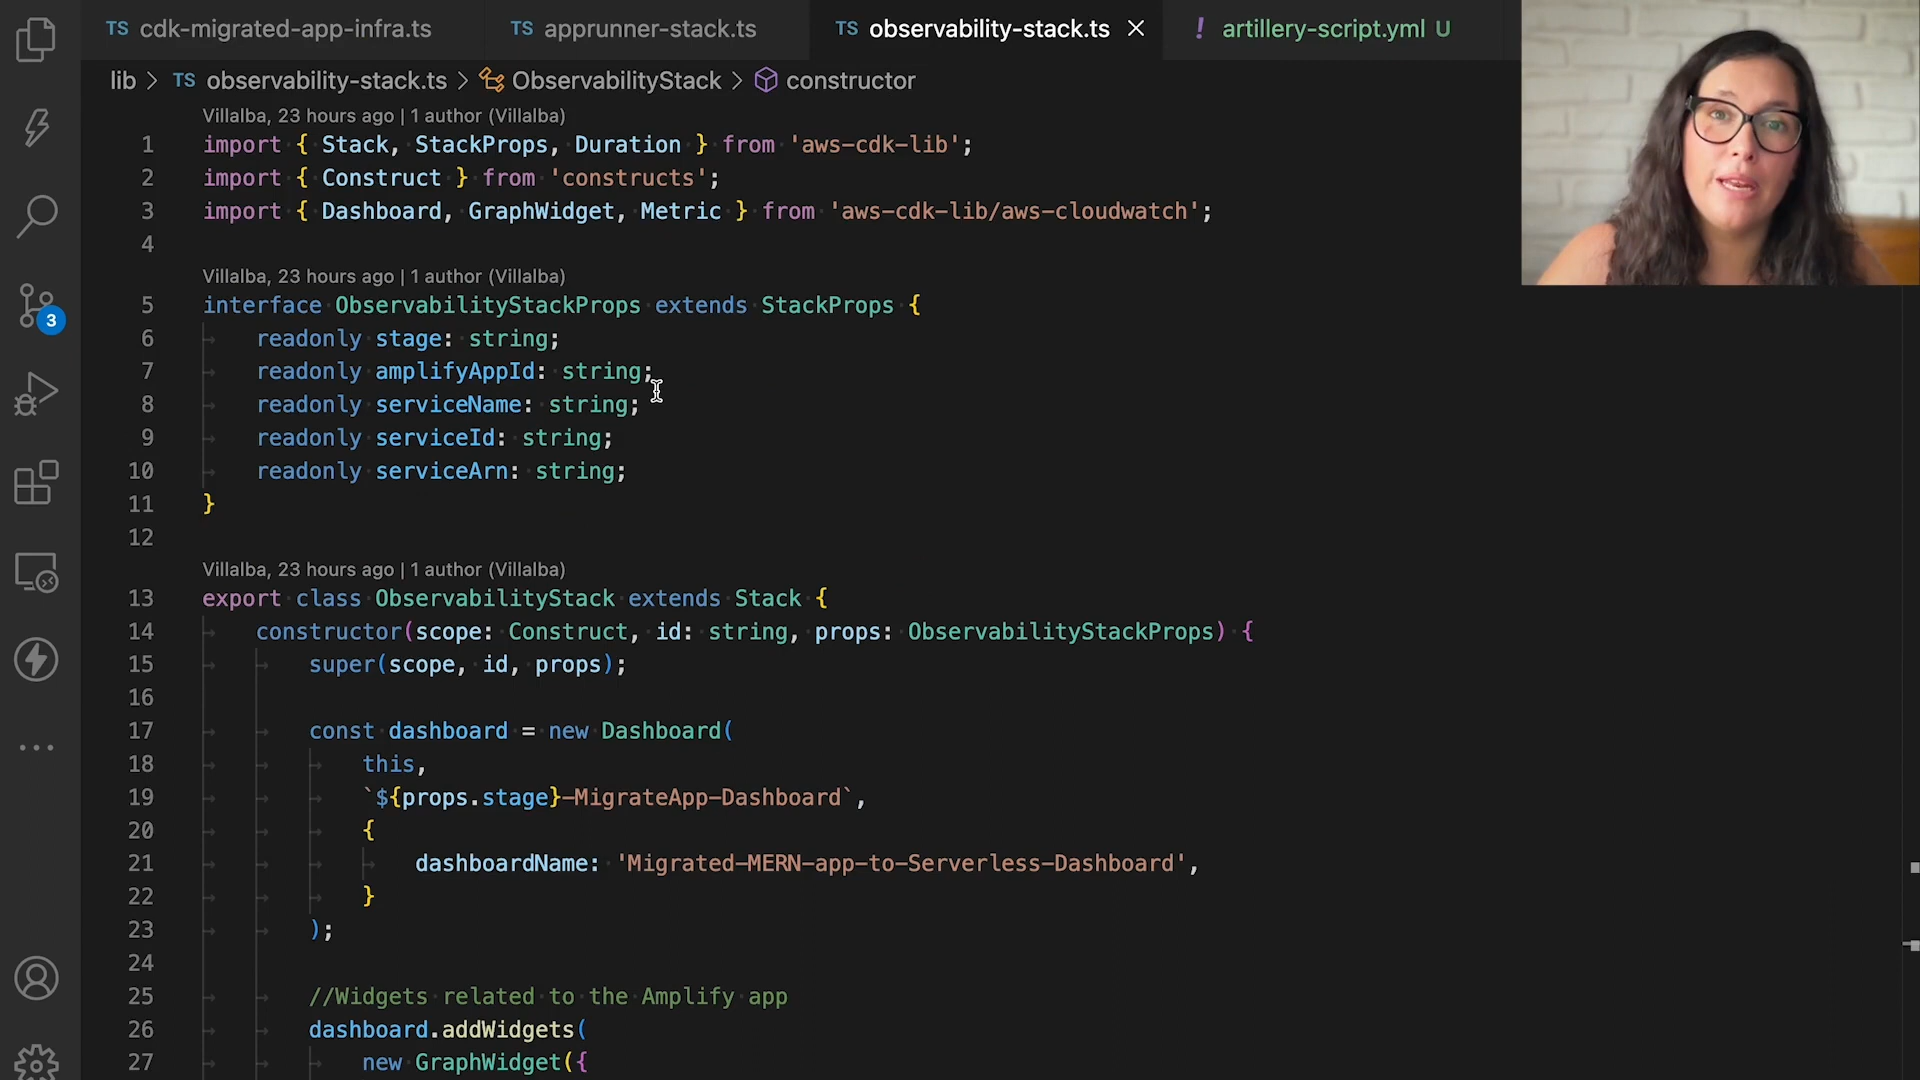 TS cdk-migrated-app-infra.ts
TS apprunner-stack.ts
TS observability-stack.ts
! artillery-script.yml U
lib > TS observability-stack.ts > ObservabilityStack > constructor
Villalba, 23 hours ago | 1 author (Villalba)
1 import { Stack, StackProps, Duration } from 'aws-cdk-lib';
2 import { Construct } from 'constructs';
3 import { Dashboard, GraphWidget, Metric } from 'aws-cdk-lib/aws-cloudwatch';
4
Villalba, 23 hours ago | 1 author (Villalba)
5 interface ObservabilityStackProps extends StackProps {
6 readonly stage: string;
7 readonly amplifyAppId: string;
8 readonly serviceName: string;
9 readonly serviceId: string;
10 readonly serviceArn: string;
11 }
12
Villalba, 23 hours ago | 1 author (Villalba)
13 export class ObservabilityStack extends Stack {
14 constructor(scope: Construct, id: string, props: ObservabilityStackProps) {
15 super(scope, id, props);
16
17 const dashboard = new Dashboard(
18 this,
19 `${props.stage}-MigrateApp-Dashboard`,
20 {
21 dashboardName: 'Migrated-MERN-app-to-Serverless-Dashboard',
22 }
23 );
24
25 //Widgets related to the Amplify app
26 dashboard.addWidgets(
27 new GraphWidget({
3